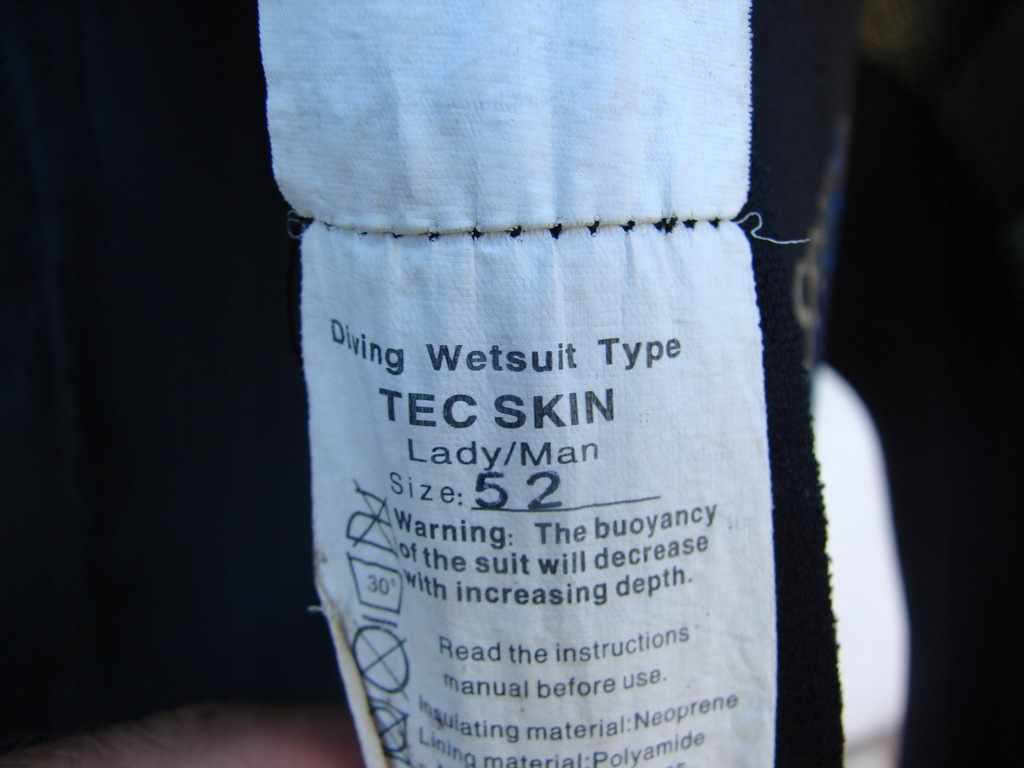 Diving Wetsuit Type
TEC SKIN
Lady/Man
Size: 52
Warning: The buoyancy
of the suit will decrease
with increasing depth.
30°
Read the instructions
manual before use.
Insulating material:Neoprene
Lining material:Polyamide